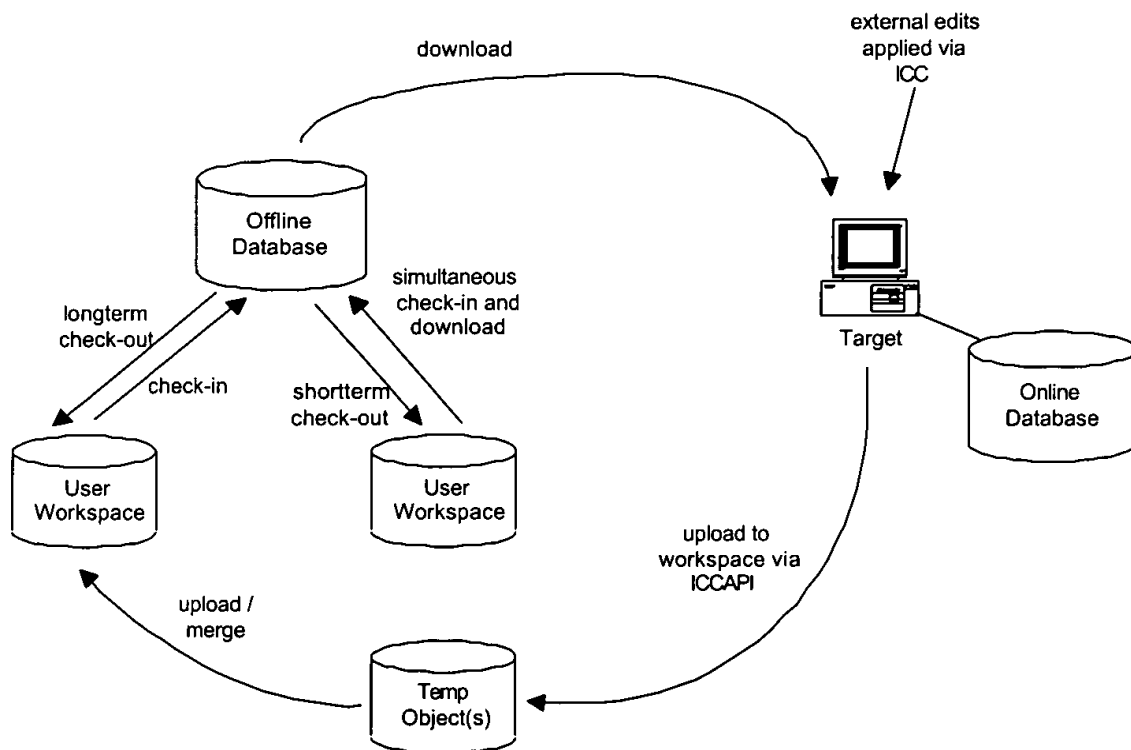 download
external edits
applied via
ICC
Offline
Database
simultaneous
check-in and
download
longterm
check-out
check-in
shortterm
check-out
Target
Online
Database
User
Workspace
User
Workspace
upload to
workspace via
ICCAPI
upload /
merge
Temp
Object(s)